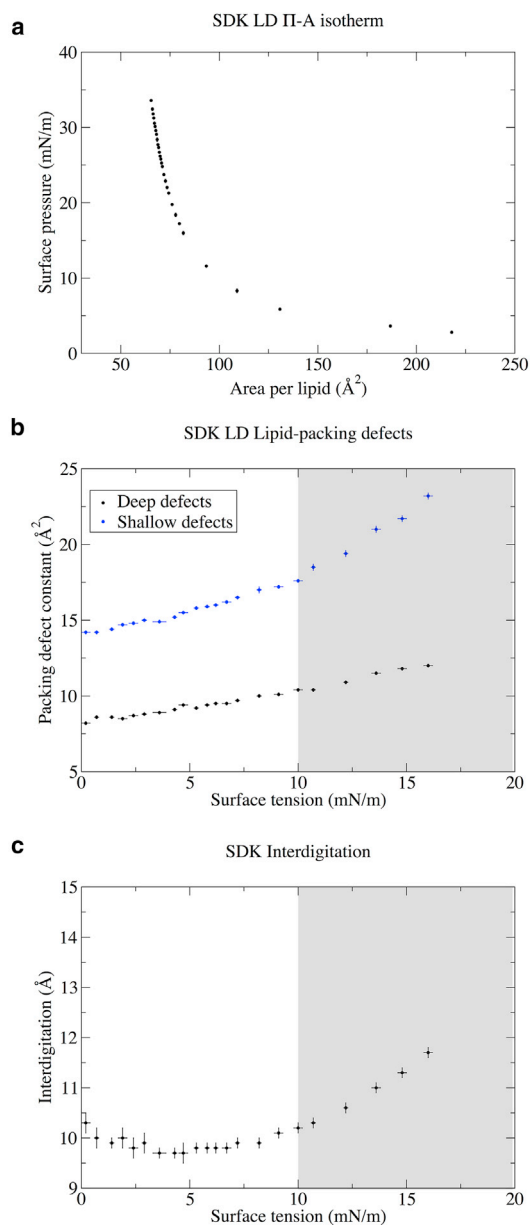 a
SDK LD Π-A isotherm
40
30
20
10
0
Surface pressure (mN/m)
50
100
150
200
250
Area per lipid (Å²)
b
SDK LD Lipid-packing defects
25
20
15
10
5
Packing defect constant (Å²)
Deep defects
Shallow defects
0
5
10
15
20
Surface tension (mN/m)
c
SDK Interdigitation
15
14
13
12
11
10
9
Interdigitation (Å)
0
5
10
15
20
Surface tension (mN/m)